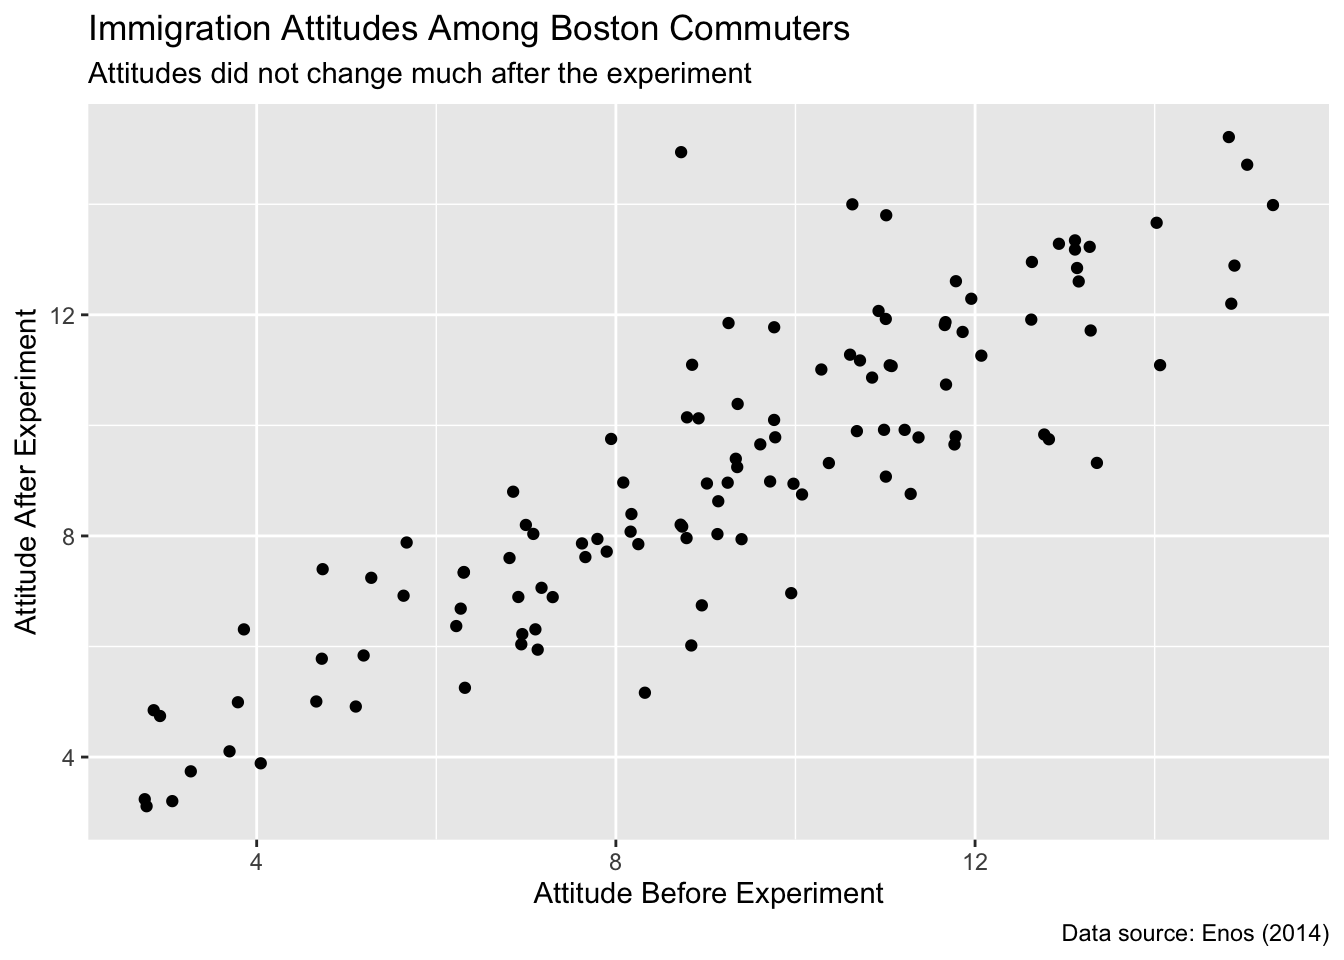 Immigration Attitudes Among Boston Commuters
Attitudes did not change much after the experiment
Attitude After Experiment
12
8
4
4 8 12
Attitude Before Experiment
Data source: Enos (2014)